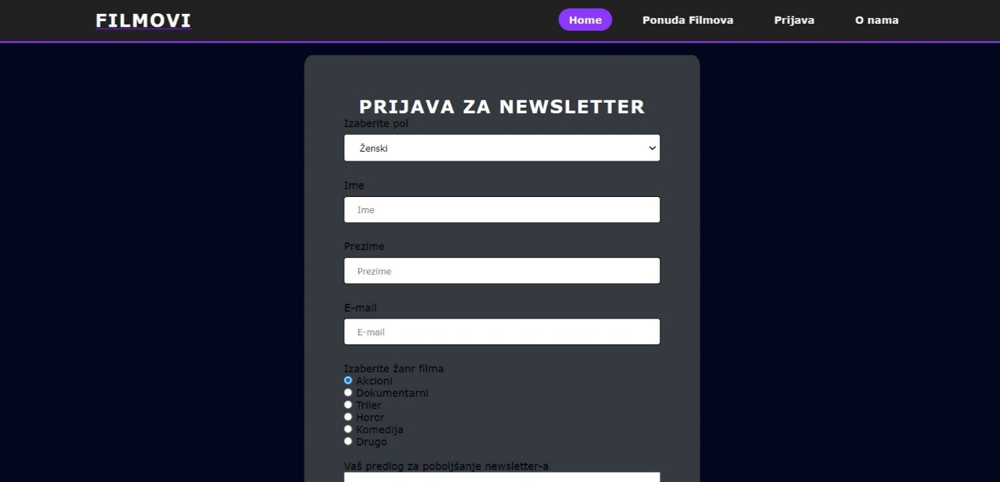 FILMOVI
Home Ponuda Filmova Prijava O nama
PRIJAVA ZA NEWSLETTER
Izaberite pol
Ženski
Ime
Ime
Prezime
Prezime
E-mail
E-mail
Izaberite žanr filma
Akcioni
Dokumentarni
Triler
Horor
Komedija
Drugo
Vaš predlog za poboljšanje newsletter-a